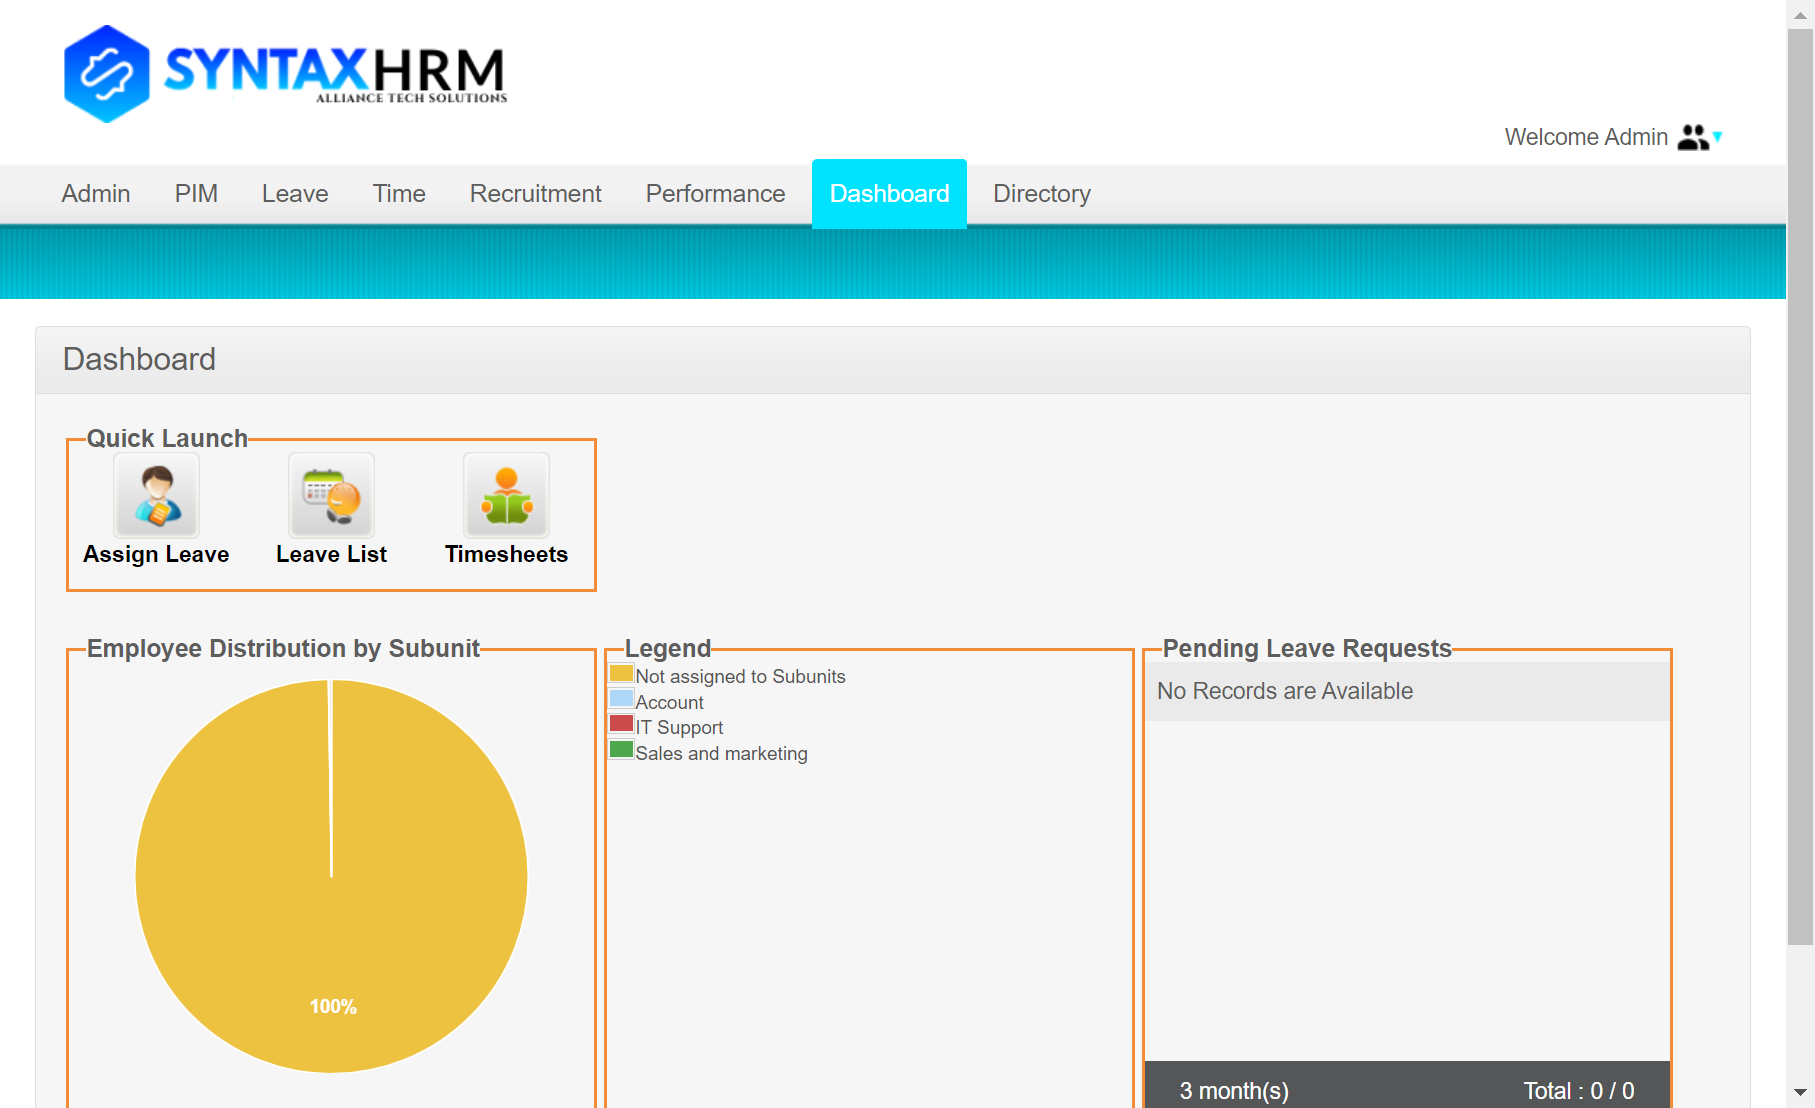 SYNTAXHRM
ALLIANCE TECH SOLUTIONS
Welcome Admin
Admin PIM Leave Time Recruitment Performance Dashboard Directory
Dashboard
Quick Launch
Assign Leave Leave List Timesheets
Employee Distribution by Subunit
100%
Legend
Not assigned to Subunits
Account
IT Support
Sales and marketing
Pending Leave Requests
No Records are Available
3 month(s) Total : 0 / 0